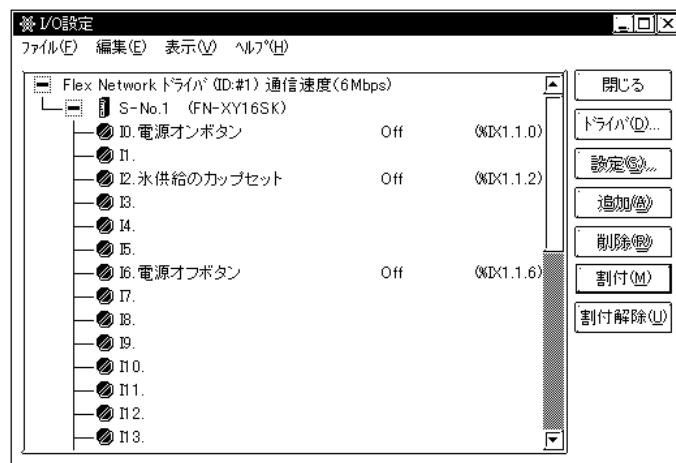 I/O設定
ファイル(F) 編集(E) 表示(V) ヘルプ(H)
Flex Network ドライバ (ID:#1) 通信速度(6Mbps)
S-No.1 (FN-XY16SK)
I0.電源オンボタン Off (%IX1.1.0)
I1.
I2.氷供給のカップセット Off (%IX1.1.2)
I3.
I4.
I5.
I6.電源オフボタン Off (%IX1.1.6)
I7.
I8.
I9.
I10.
I11.
I12.
I13.
閉じる
ドライバ(D)...
設定(S)...
追加(A)
削除(R)
割付(M)
割付解除(U)